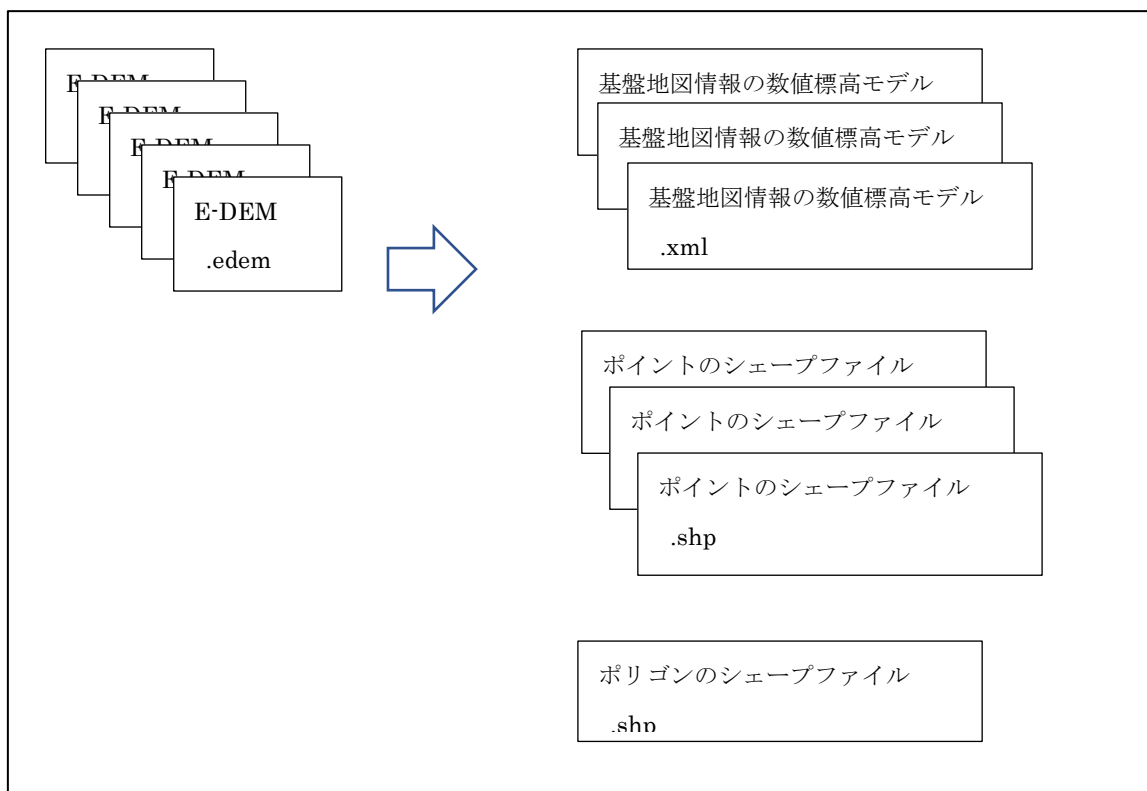 E-DEM
E-DEM
E-DEM
E-DEM
E-DEM
.edem
基盤地図情報の数値標高モデル
基盤地図情報の数値標高モデル
基盤地図情報の数値標高モデル
.xml
ポイントのシェープファイル
ポイントのシェープファイル
ポイントのシェープファイル
.shp
ポリゴンのシェープファイル
.shp